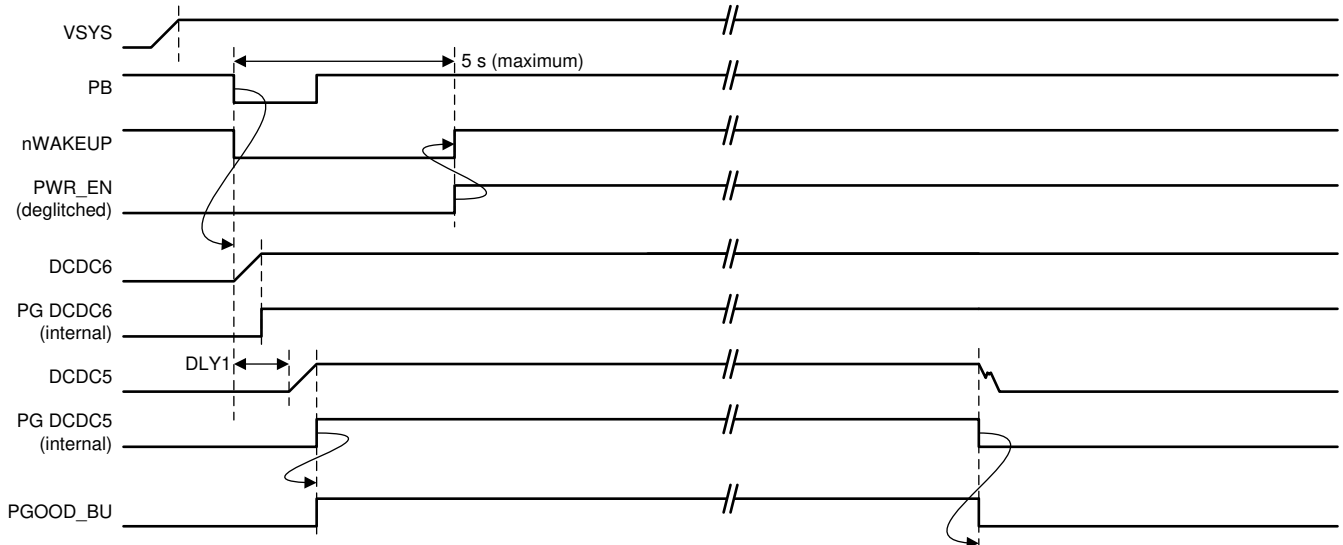 VSYS
5 s (maximum)
PB
nWAKEUP
PWR_EN
(deglitched)
DCDC6
PG DCDC6
(internal)
DLY1
DCDC5
PG DCDC5
(internal)
PGOOD_BU